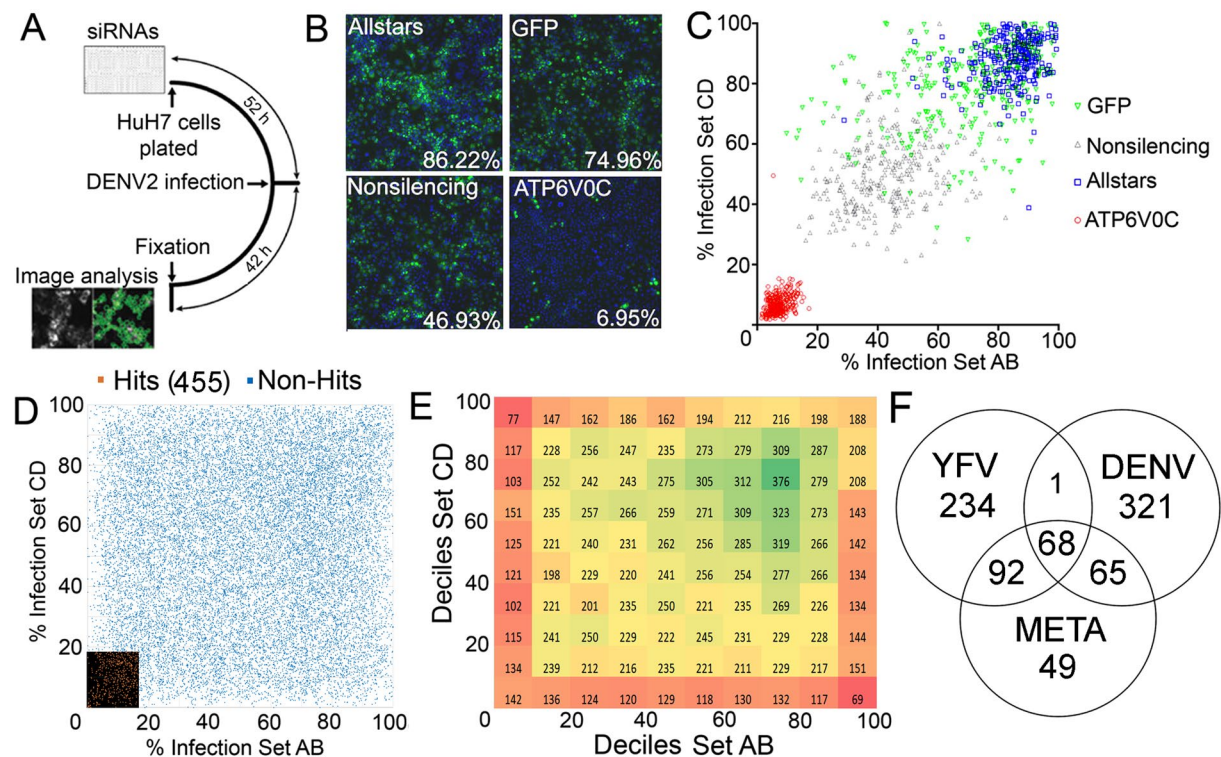 A
siRNAs
52 h
HuH7 cells
plated
DENV2 infection
Fixation
42 h
Image analysis
B
Allstars
86.22%
GFP
74.96%
Nonsilencing
46.93%
ATP6V0C
6.95%
C
% Infection Set CD
100
80
60
40
20
0 20 40 60 80 100
% Infection Set AB
GFP
Nonsilencing
Allstars
ATP6V0C
Hits (455) Non-Hits
D
% Infection Set CD
100
80
60
40
20
0 20 40 60 80 100
% Infection Set AB
E
Deciles Set CD
100
80
60
40
20
77 147 162 186 162 194 212 216 198 188
117 228 256 247 235 273 279 309 287 208
103 252 242 243 275 305 312 376 279 208
151 235 257 266 259 271 309 323 273 143
125 221 240 231 262 256 285 319 266 142
121 198 229 220 241 256 254 277 266 134
102 221 201 235 250 221 235 269 226 134
115 241 250 229 222 245 231 229 228 144
134 239 212 216 235 221 211 229 217 151
142 136 124 120 129 118 130 132 117 69
0 20 40 60 80 100
Deciles Set AB
F
YFV
234
1
DENV
321
68
92
65
META
49